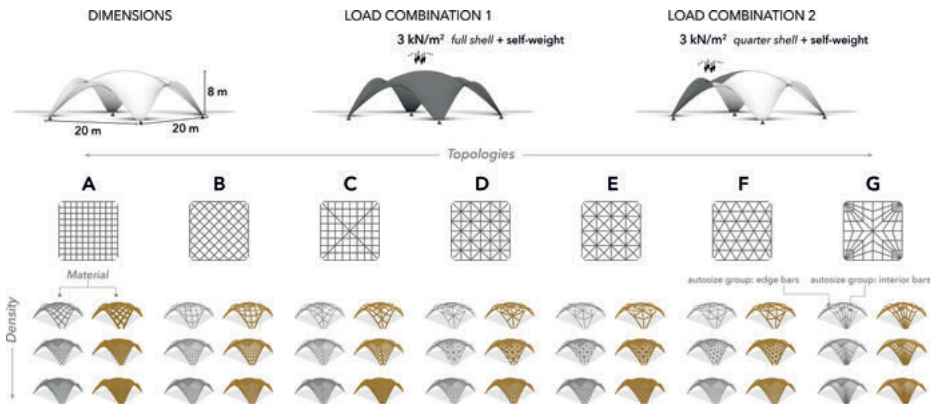 DIMENSIONS
LOAD COMBINATION 1
LOAD COMBINATION 2
3 kN/m² full shell + self-weight
3 kN/m² quarter shell + self-weight
8 m
20 m
20 m
Topologies
A
B
C
D
E
F
G
Material
autosize group: edge bars
autosize group: interior bars
Density